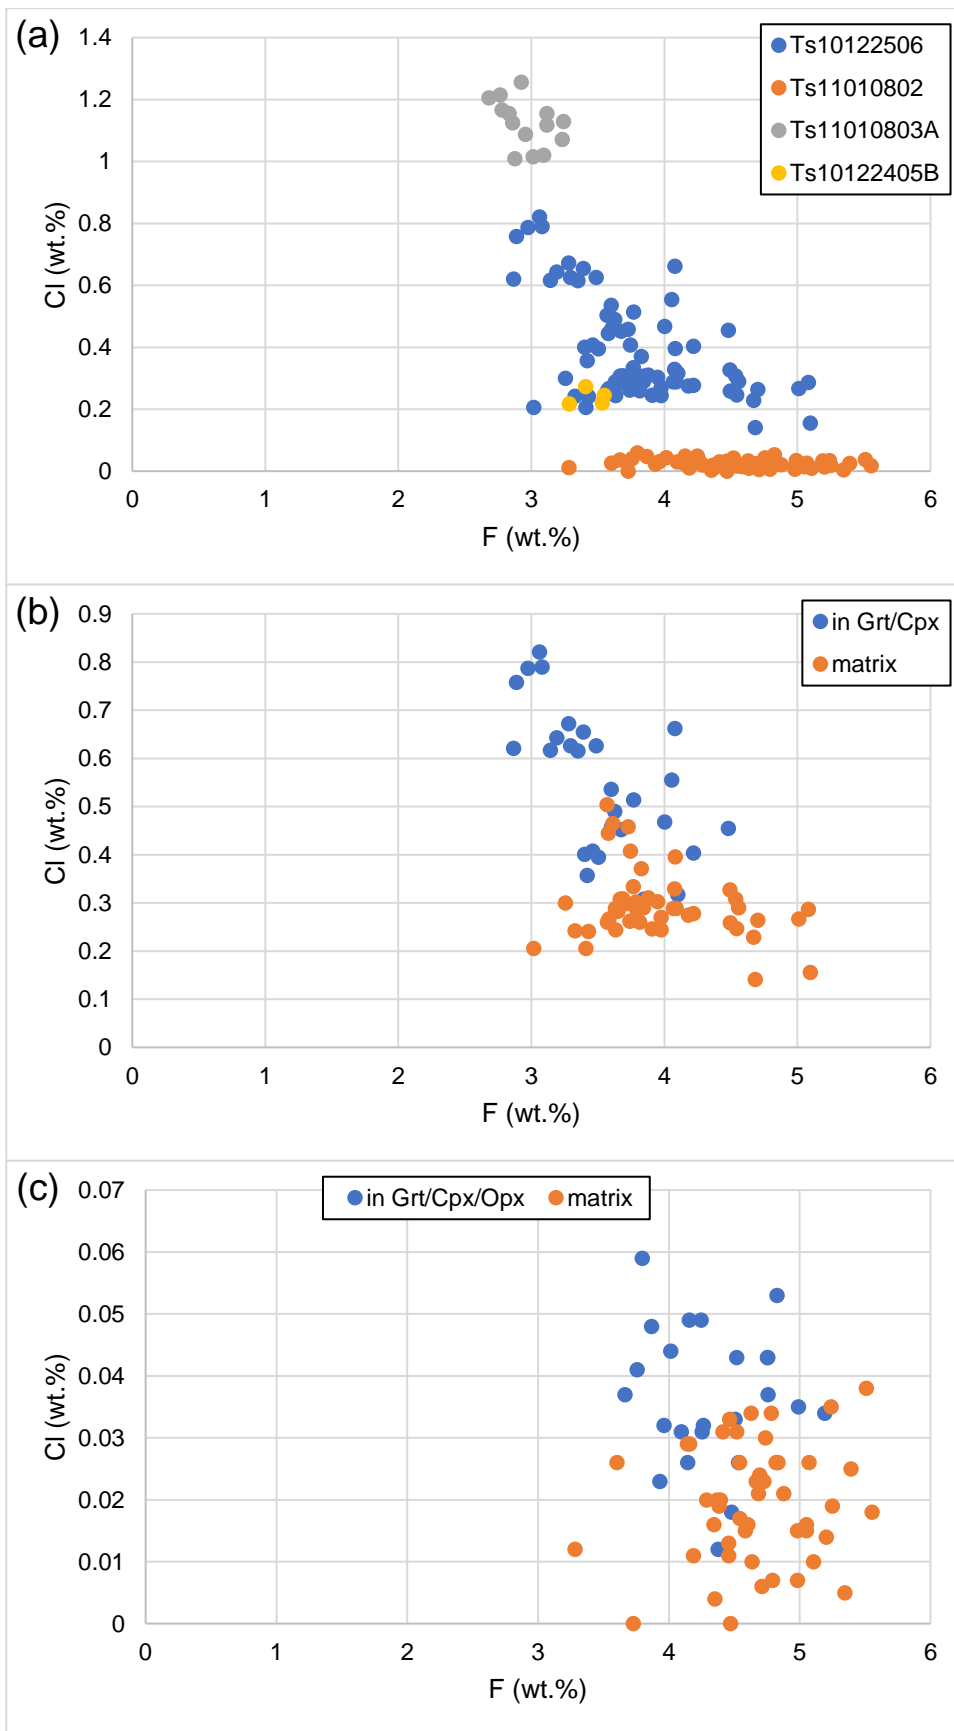 (a)
1.4
1.2
1
0.8
0.6
0.4
0.2
0
Cl (wt.%)
0 1 2 3 4 5 6
F (wt.%)
Ts10122506
Ts11010802
Ts11010803A
Ts10122405B
(b)
0.9
0.8
0.7
0.6
0.5
0.4
0.3
0.2
0.1
0
Cl (wt.%)
0 1 2 3 4 5 6
F (wt.%)
in Grt/Cpx
matrix
(c)
in Grt/Cpx/Opx matrix
0.07
0.06
0.05
0.04
0.03
0.02
0.01
0
Cl (wt.%)
0 1 2 3 4 5 6
F (wt.%)